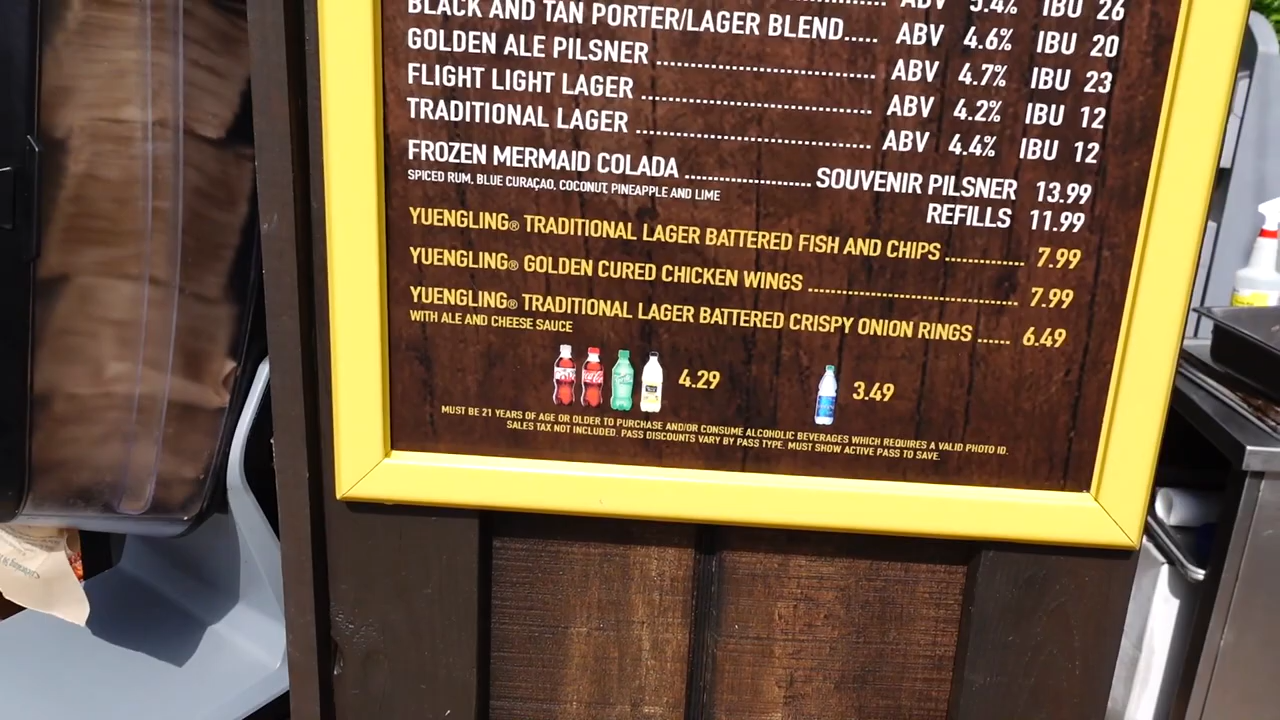 ABV 5.4% IBU 26
BLACK AND TAN PORTER/LAGER BLEND..... ABV 4.6% IBU 20
GOLDEN ALE PILSNER ........ ABV 4.7% IBU 23
FLIGHT LIGHT LAGER ........ ABV 4.2% IBU 12
TRADITIONAL LAGER ........ ABV 4.4% IBU 12
FROZEN MERMAID COLADA ........ SOUVENIR PILSNER 13.99
SPICED RUM, BLUE CURAÇAO, COCONUT, PINEAPPLE AND LIME
REFILLS 11.99
YUENGLING® TRADITIONAL LAGER BATTERED FISH AND CHIPS ........ 7.99
YUENGLING® GOLDEN CURED CHICKEN WINGS ........ 7.99
YUENGLING® TRADITIONAL LAGER BATTERED CRISPY ONION RINGS ...... 6.49
WITH ALE AND CHEESE SAUCE
4.29 3.49
MUST BE 21 YEARS OF AGE OR OLDER TO PURCHASE AND/OR CONSUME ALCOHOLIC BEVERAGES WHICH REQUIRES A VALID PHOTO ID.
SALES TAX NOT INCLUDED. PASS DISCOUNTS VARY BY PASS TYPE. MUST SHOW ACTIVE PASS TO SAVE.